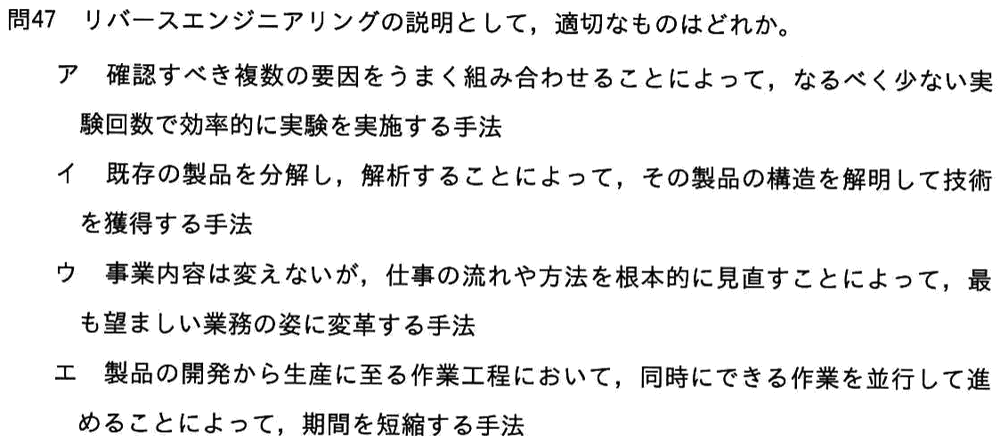 問47 リバースエンジニアリングの説明として，適切なものはどれか。
ア 確認すべき複数の要因をうまく組み合わせることによって，なるべく少ない実
験回数で効率的に実験を実施する手法
イ 既存の製品を分解し，解析することによって，その製品の構造を解明して技術
を獲得する手法
ウ 事業内容は変えないが，仕事の流れや方法を根本的に見直すことによって，最
も望ましい業務の姿に変革する手法
エ 製品の開発から生産に至る作業工程において，同時にできる作業を並行して進
めることによって，期間を短縮する手法